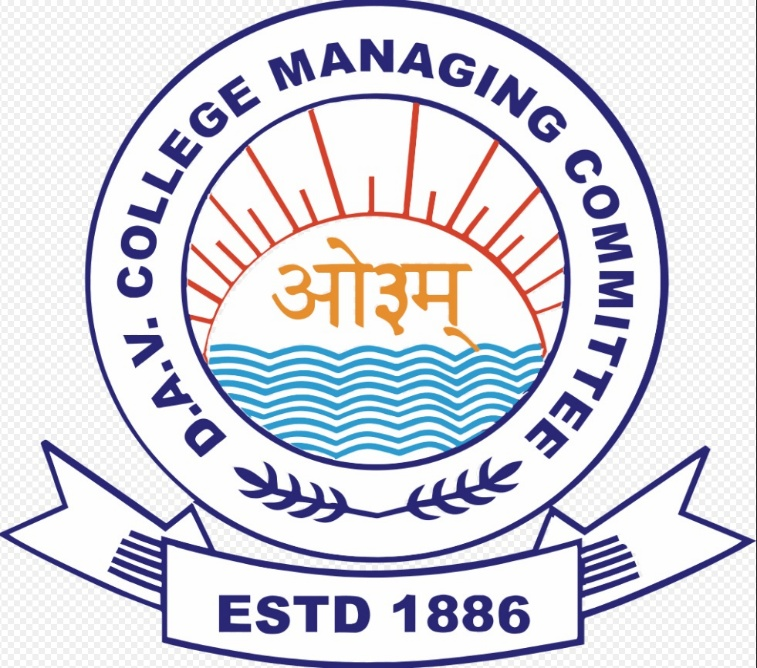 D.A.V. COLLEGE MANAGING COMMITTEE
ओ३म्
ESTD 1886